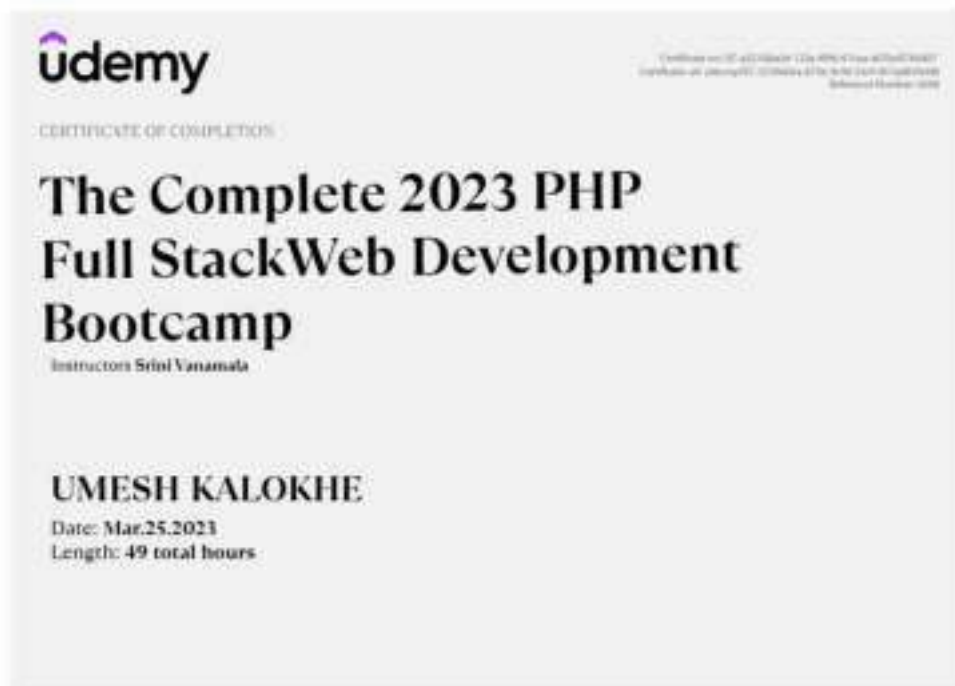 ûdemy
CERTIFICATE OF COMPLETION
The Complete 2023 PHP
Full StackWeb Development
Bootcamp
Instructors Srini Vanamala
UMESH KALOKHE
Date: Mar.25.2023
Length: 49 total hours